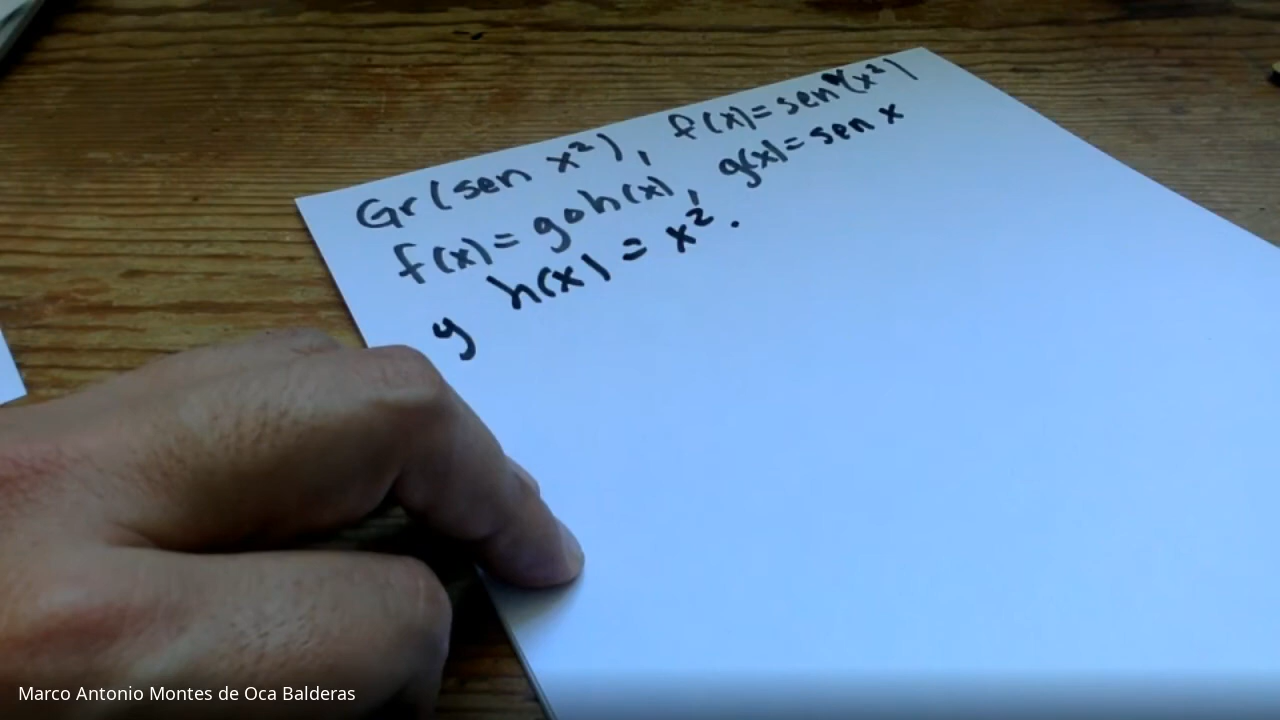 Gr(sen x²), f(x)=sen(x²)
f(x)= g∘h(x), g(x)= sen x
y h(x) = x².
Marco Antonio Montes de Oca Balderas